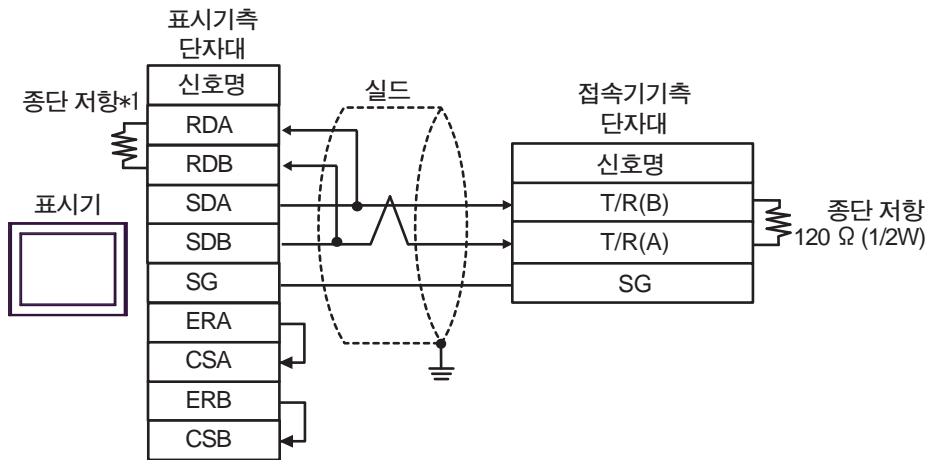 표시기측
단자대
신호명
종단 저항*1
RDA
RDB
표시기
SDA
SDB
SG
ERA
CSA
ERB
CSB
실드
접속기기측
단자대
신호명
T/R(B)
T/R(A)
SG
종단 저항
120 Ω (1/2W)